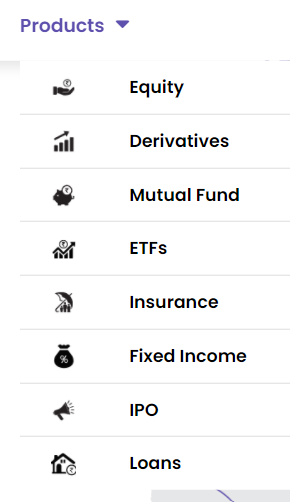 Products
Equity
Derivatives
Mutual Fund
ETFs
Insurance
Fixed Income
IPO
Loans